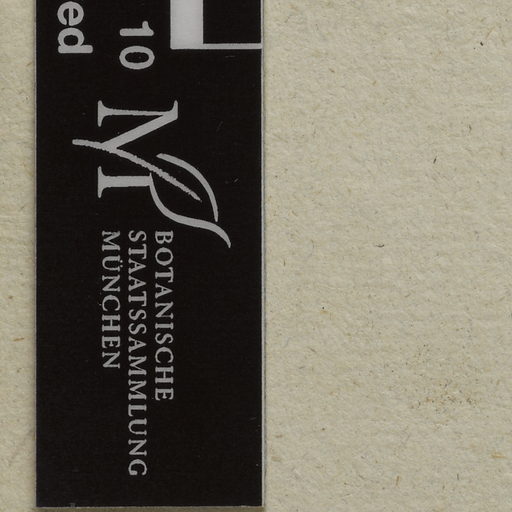 10
ed
M
BOTANISCHE
STAATSSAMMLUNG
MÜNCHEN